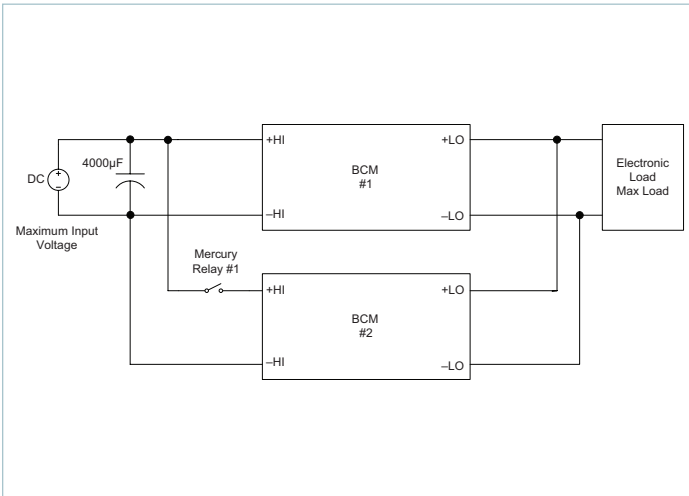 DC
+
–
4000µF
Maximum Input
Voltage
+HI
–HI
BCM
#1
+LO
–LO
Electronic
Load
Max Load
Mercury
Relay #1
+HI
–HI
BCM
#2
+LO
–LO